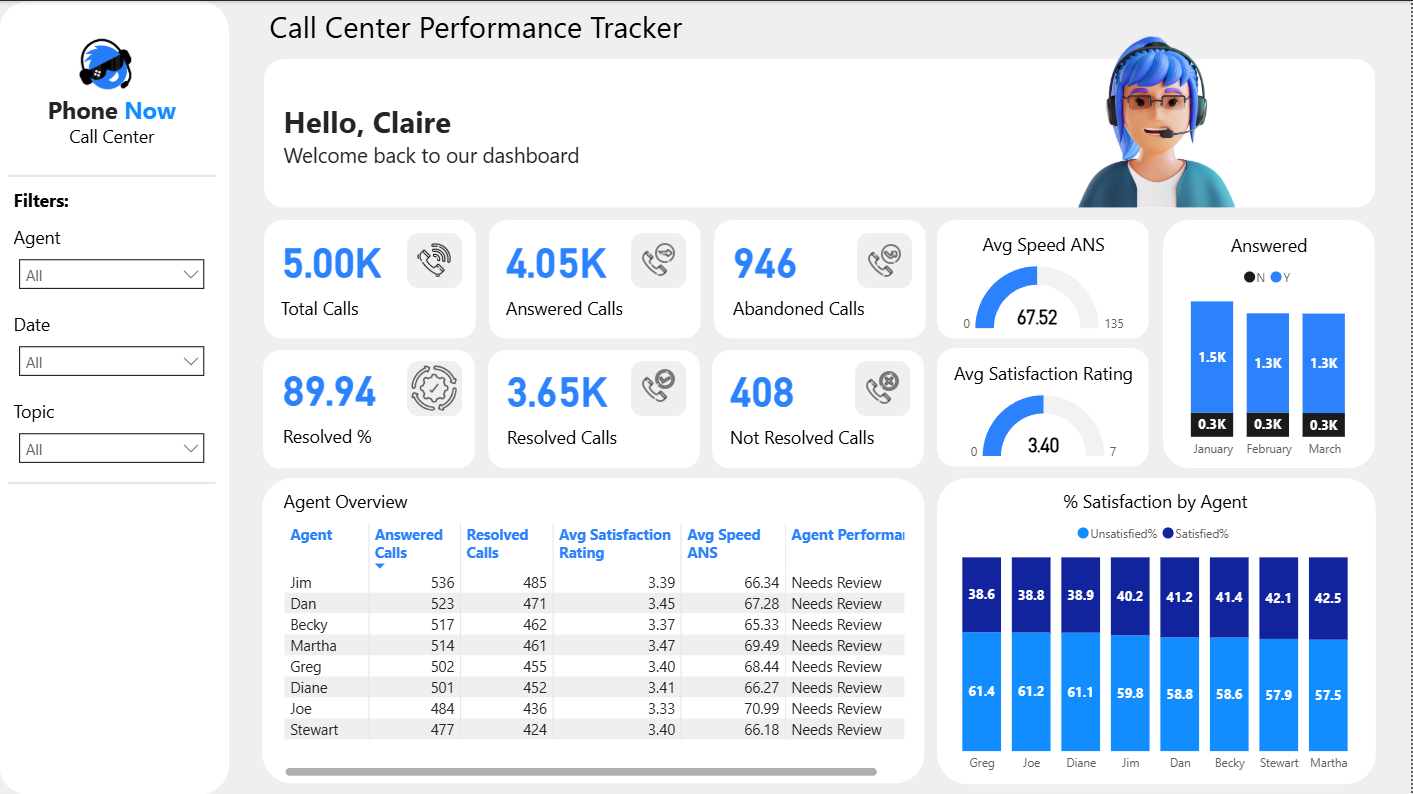 Call Center Performance Tracker
Phone Now
Call Center
Filters:
Agent
All
Date
All
Topic
All
Hello, Claire
Welcome back to our dashboard
5.00K
Total Calls
4.05K
Answered Calls
946
Abandoned Calls
Avg Speed ANS
0
67.52
135
89.94
Resolved %
3.65K
Resolved Calls
408
Not Resolved Calls
Avg Satisfaction Rating
0
3.40
7
Answered
N Y
1.5K 1.3K 1.3K
0.3K 0.3K 0.3K
January February March
Agent Overview
Agent Answered Calls Resolved Calls Avg Satisfaction Rating Avg Speed ANS Agent Performa
Jim 536 485 3.39 66.34 Needs Review
Dan 523 471 3.45 67.28 Needs Review
Becky 517 462 3.37 65.33 Needs Review
Martha 514 461 3.47 69.49 Needs Review
Greg 502 455 3.40 68.44 Needs Review
Diane 501 452 3.41 66.27 Needs Review
Joe 484 436 3.33 70.99 Needs Review
Stewart 477 424 3.40 66.18 Needs Review
% Satisfaction by Agent
Unsatisfied% Satisfied%
38.6 38.8 38.9 40.2 41.2 41.4 42.1 42.5
61.4 61.2 61.1 59.8 58.8 58.6 57.9 57.5
Greg Joe Diane Jim Dan Becky Stewart Martha